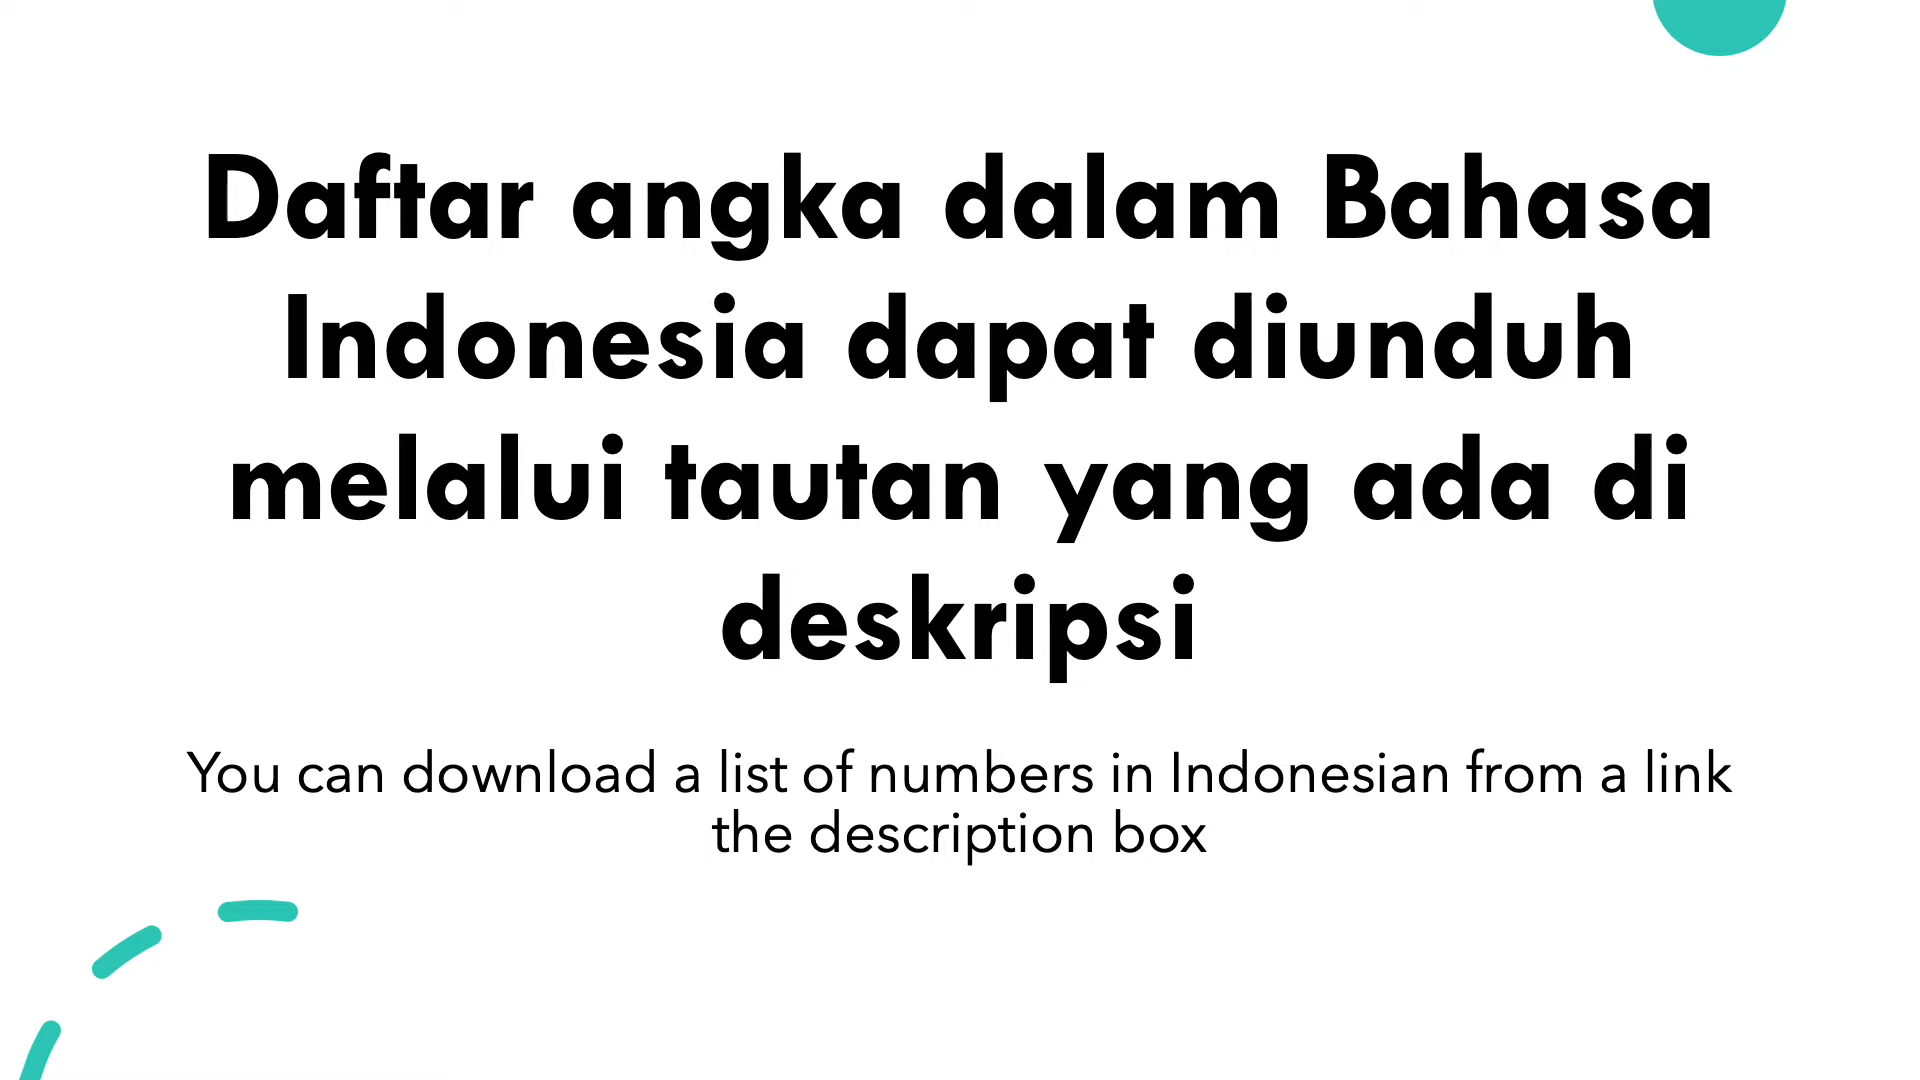 Daftar angka dalam Bahasa
Indonesia dapat diunduh
melalui tautan yang ada di
deskripsi
You can download a list of numbers in Indonesian from a link
the description box